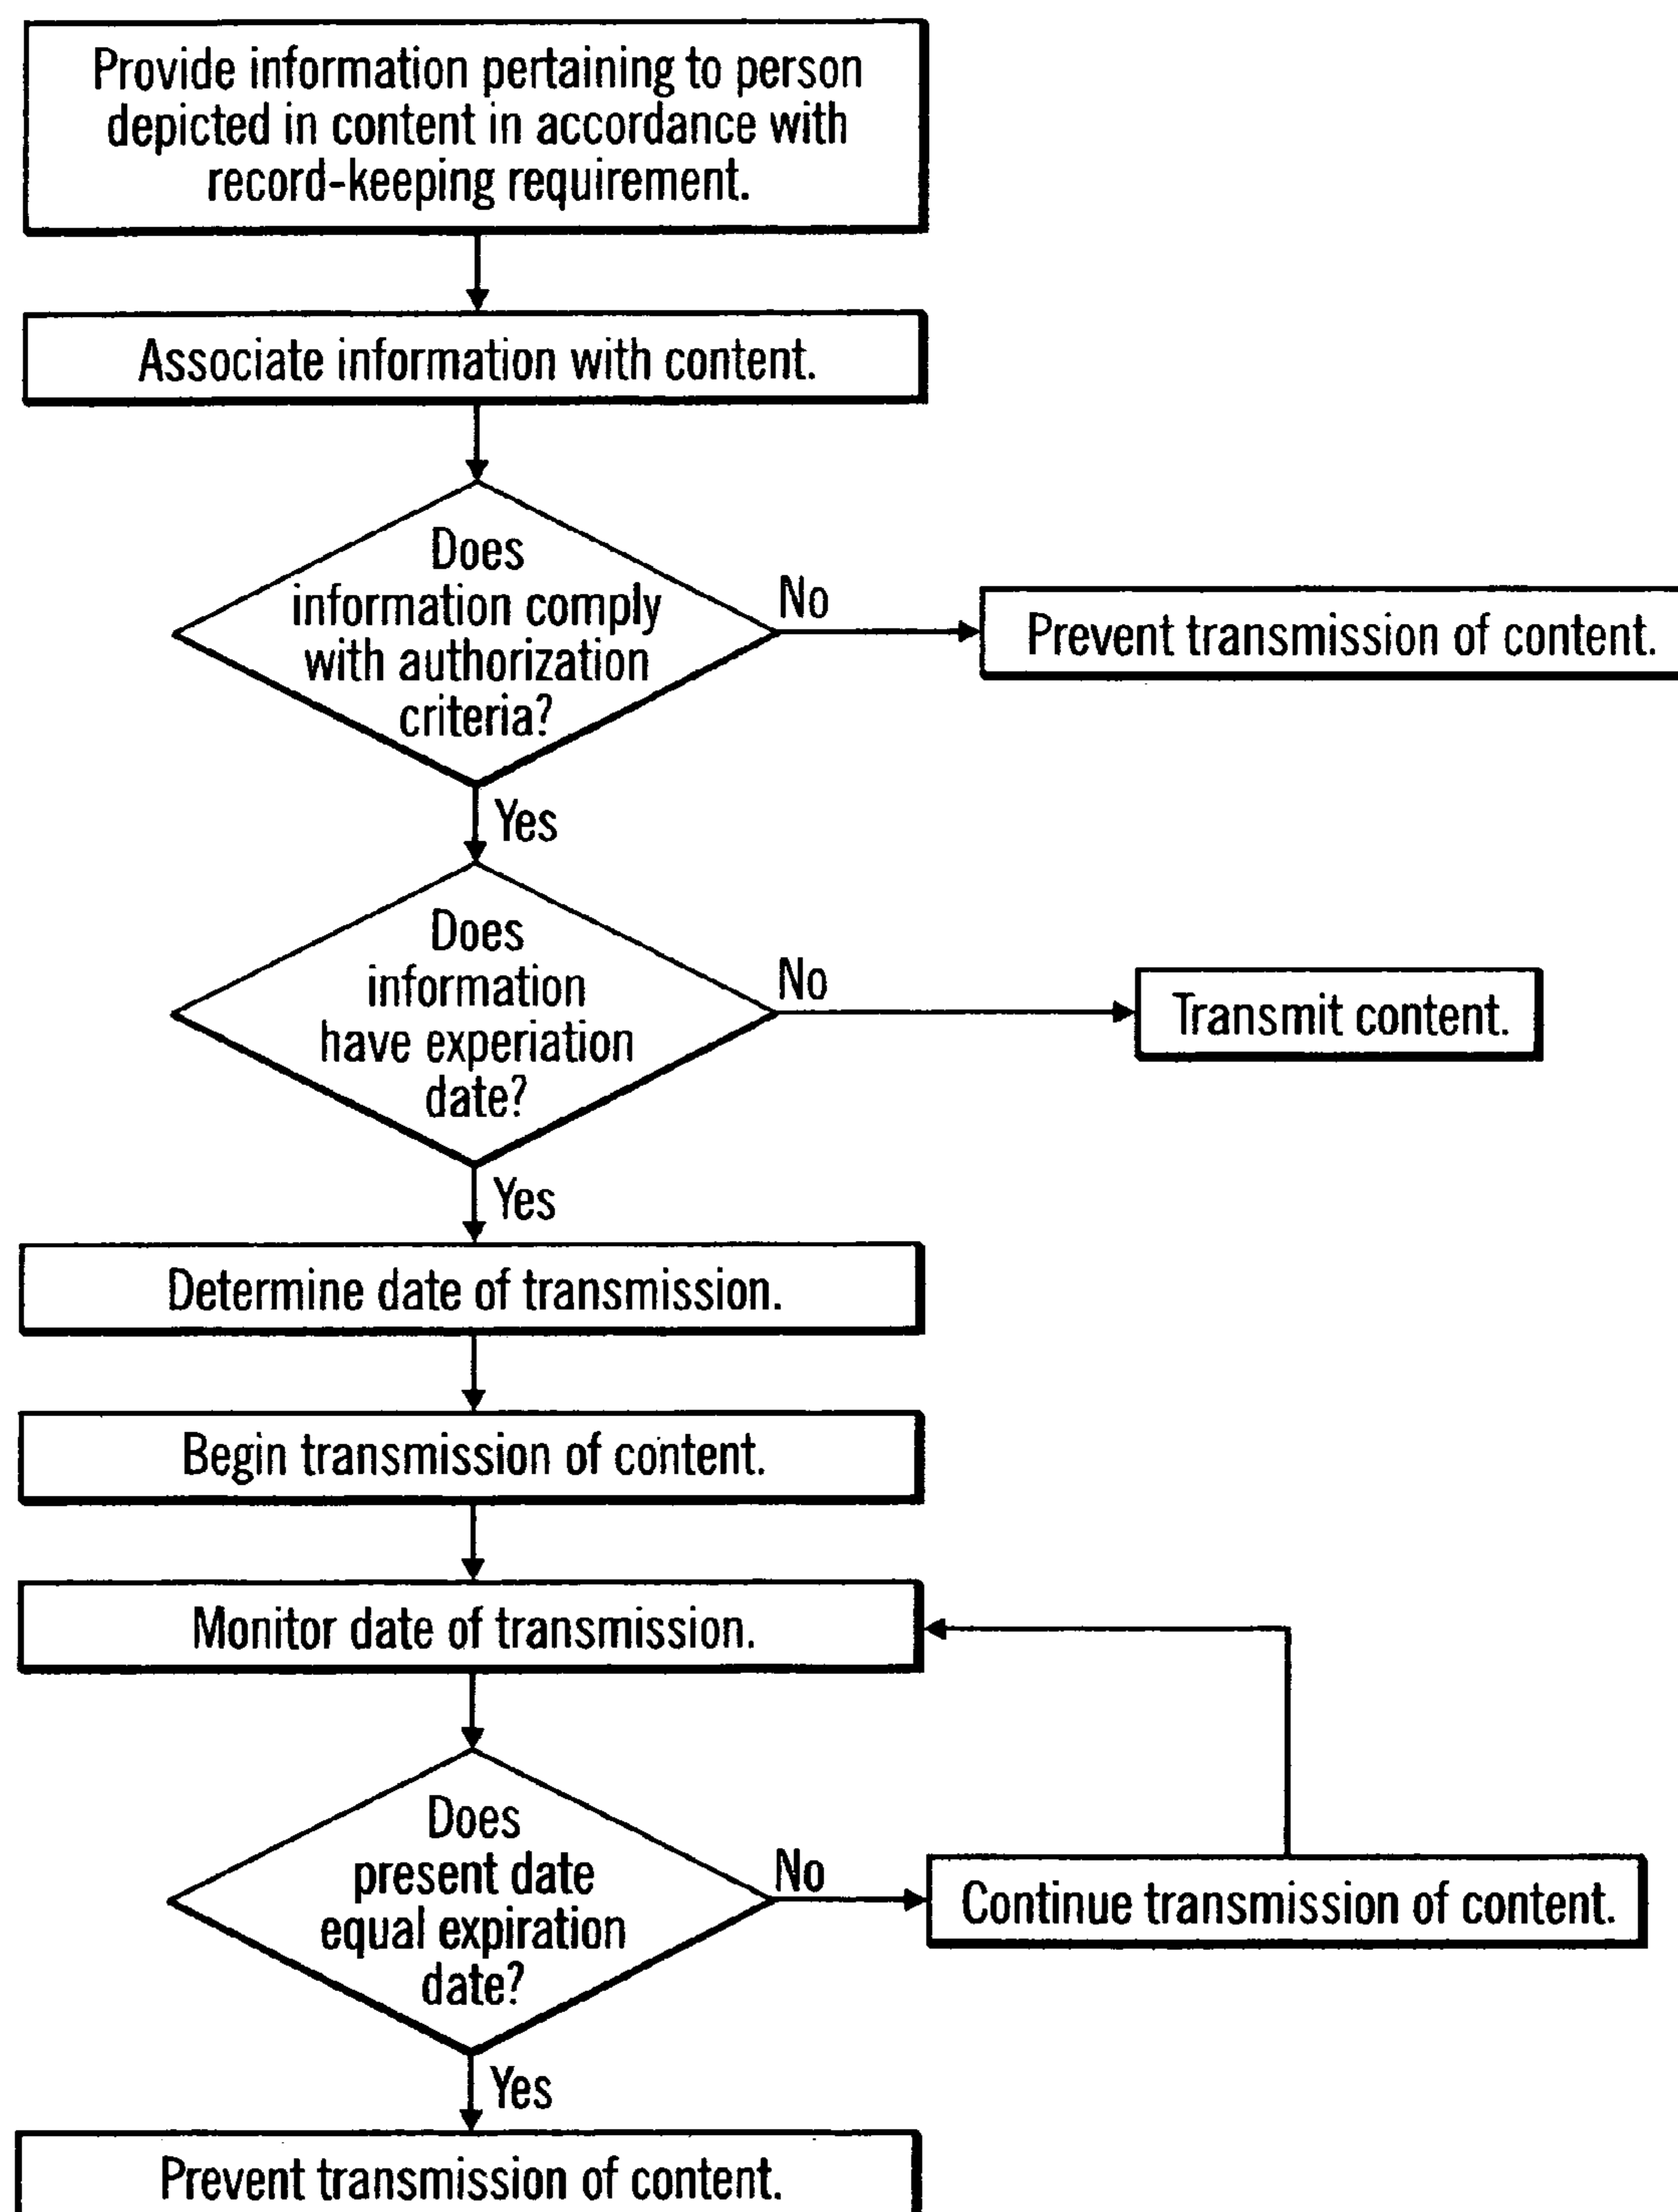 Provide information pertaining to person
depicted in content in accordance with
record-keeping requirement.
Associate information with content.
Does
information comply
with authorization
criteria?
No
Prevent transmission of content.
Yes
Does
information
have experiation
date?
No
Transmit content.
Yes
Determine date of transmission.
Begin transmission of content.
Monitor date of transmission.
Does
present date
equal expiration
date?
No
Continue transmission of content.
Yes
Prevent transmission of content.